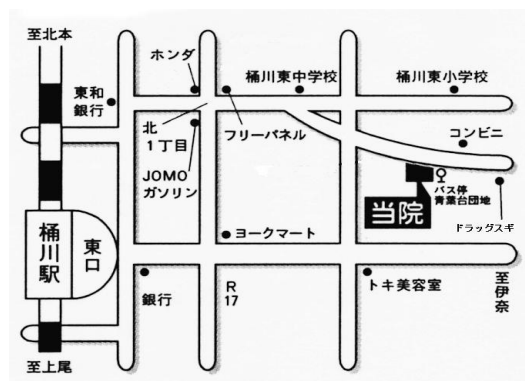 至北本
ホンダ
桶川東中学校
桶川東小学校
東和
銀行
北
1丁目
フリーパネル
コンビニ
JOMO
ガソリン
バス停
青葉台団地
当院
ドラッグスギ
桶川駅
東口
ヨークマート
銀行
R
17
トキ美容室
至伊奈
至上尾